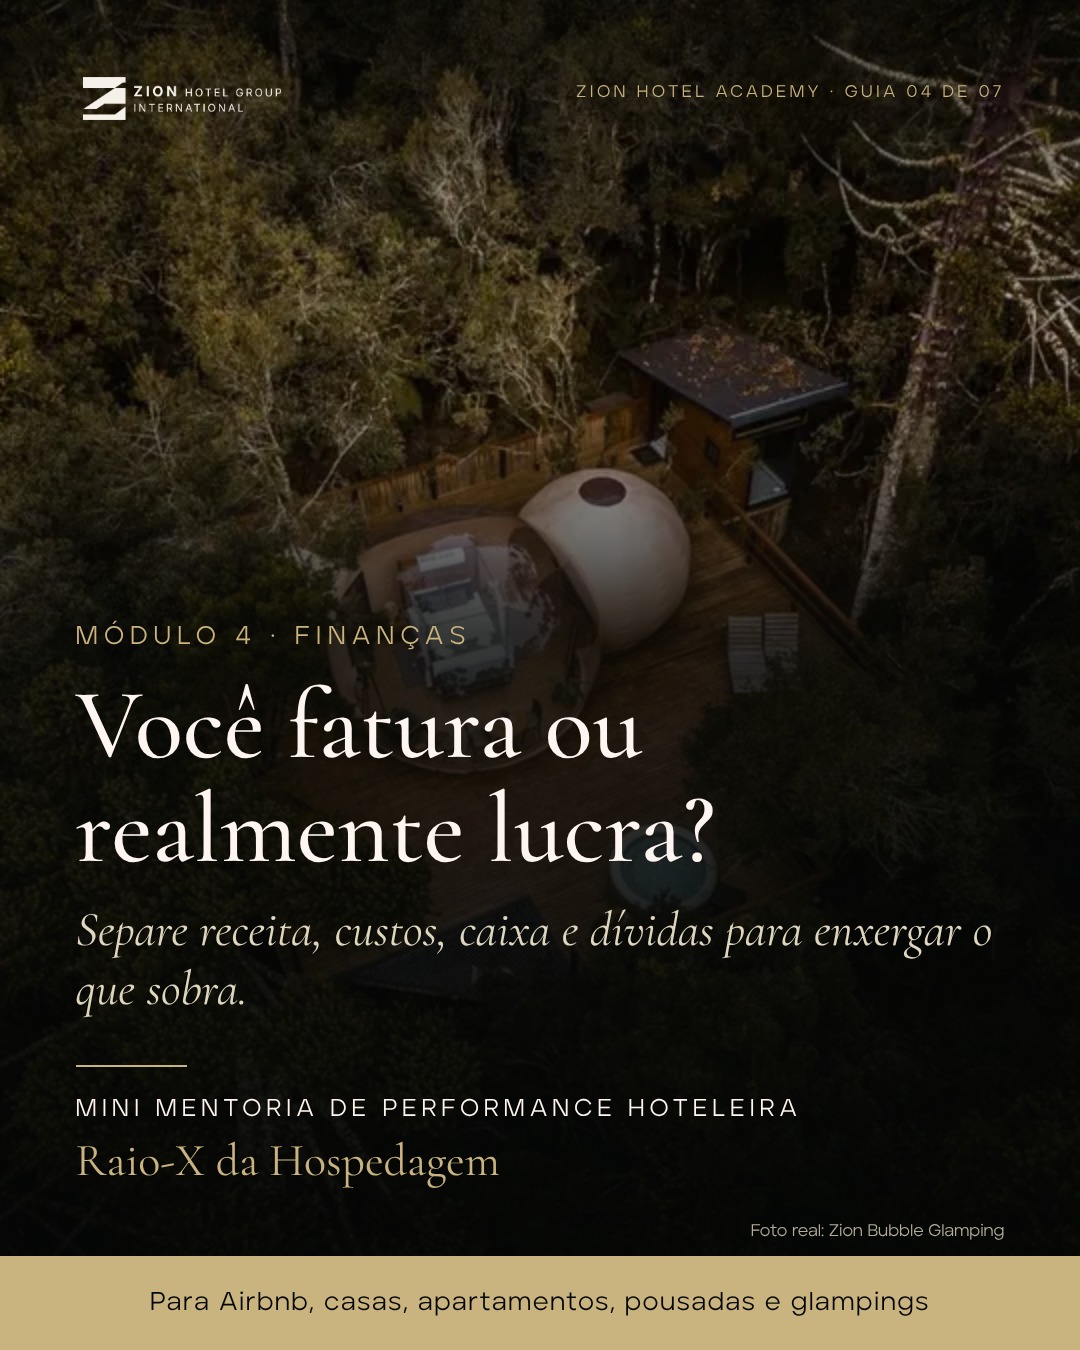 ZION HOTEL GROUP
INTERNATIONAL
ZION HOTEL ACADEMY · GUIA 04 DE 07
MÓDULO 4 · FINANÇAS
Você fatura ou
realmente lucra?
Separe receita, custos, caixa e dívidas para enxergar o
que sobra.
MINI MENTORIA DE PERFORMANCE HOTELEIRA
Raio-X da Hospedagem
Foto real: Zion Bubble Glamping
Para Airbnb, casas, apartamentos, pousadas e glampings